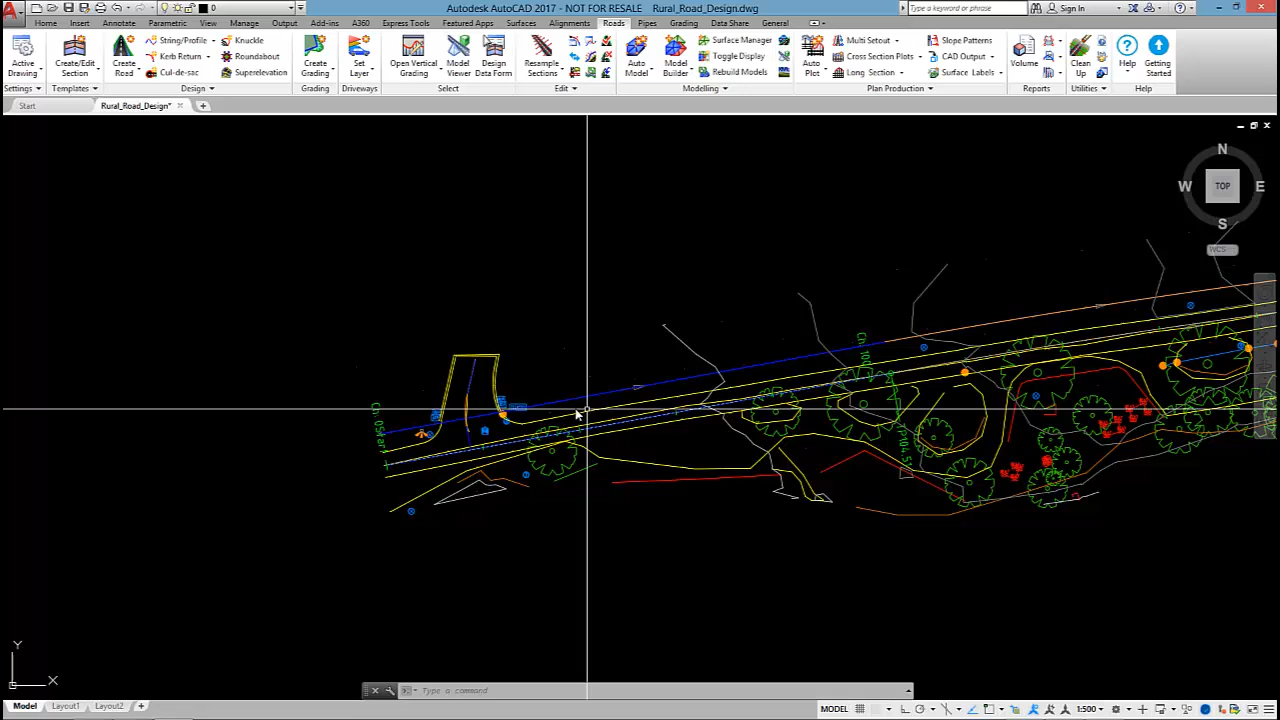 Autodesk AutoCAD 2017 - NOT FOR RESALE Rural_Road_Design.dwg
0
Type a keyword or phrase
Sign In
Home Insert Annotate Parametric View Manage Output Add-ins A360 Express Tools Featured Apps Surfaces Alignments Roads Pipes Grading Data Share General
Active Drawing
Create/Edit Section
Create Road
String/Profile
Kerb Return
Cul-de-sac
Knuckle
Roundabout
Superelevation
Create Grading
Set Layer
Open Vertical Grading
Model Viewer
Design Data Form
Resample Sections
Auto Model
Model Builder
Surface Manager
Toggle Display
Rebuild Models
Auto Plot
Multi Setout
Cross Section Plots
Long Section
Slope Patterns
CAD Output
Surface Labels
Volume
Clean Up
Help
Getting Started
Settings Templates Design Grading Driveways Select Edit Modelling Plan Production Reports Utilities Help
Start Rural_Road_Design*
N
W TOP E
S
WCS
Y
X
Type a command
Model Layout1 Layout2
MODEL 1:500